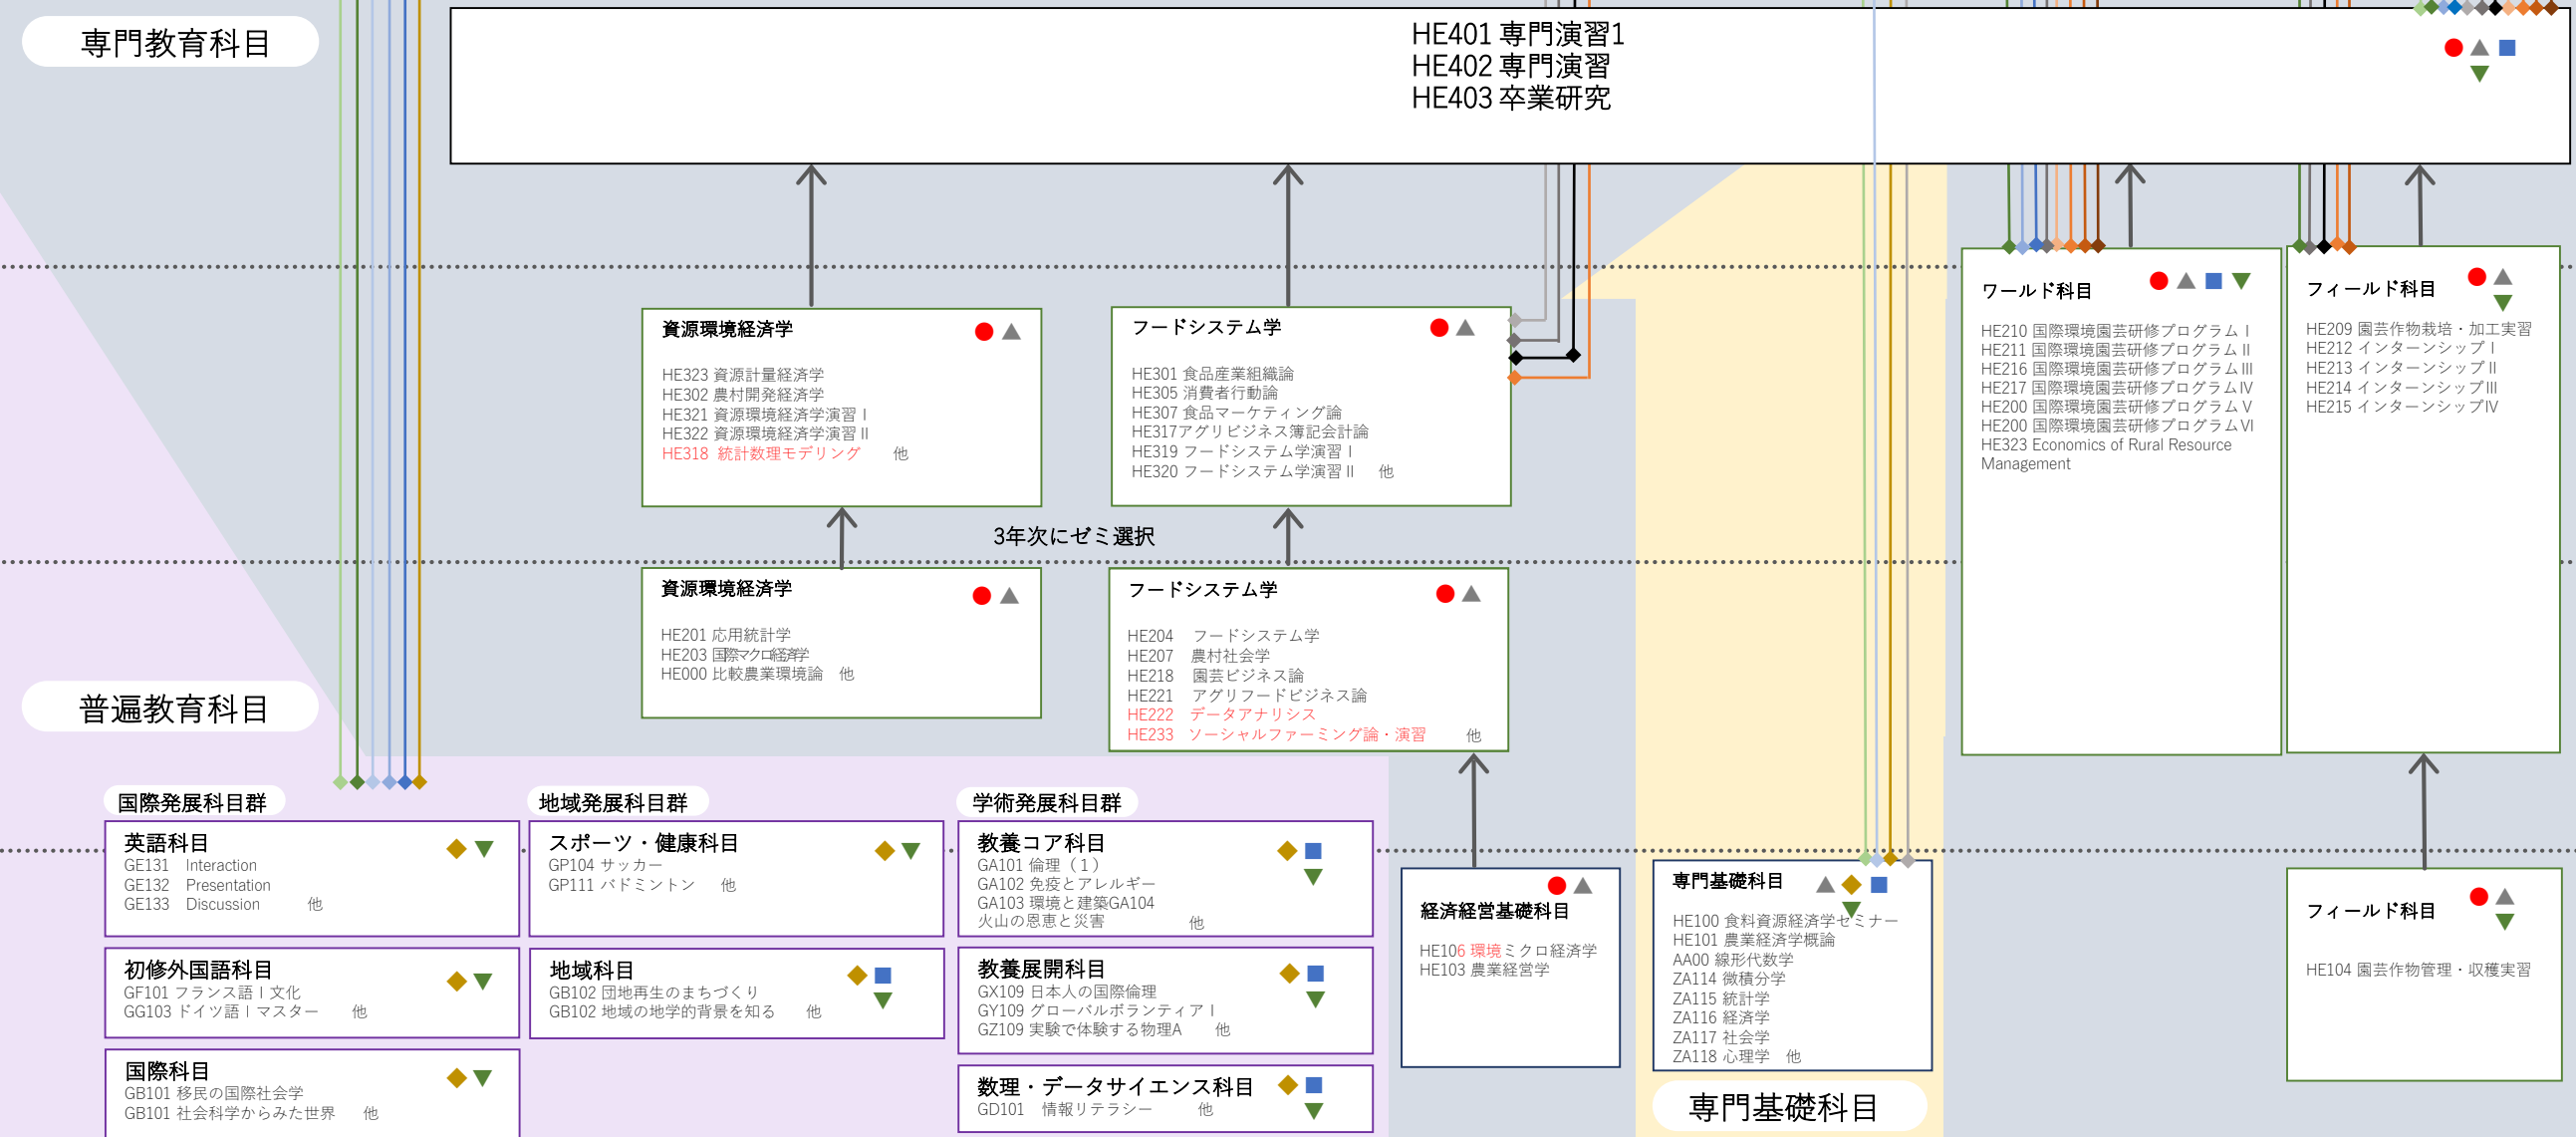 専門教育科目
HE401 専門演習1
HE402 専門演習
HE403 卒業研究
資源環境経済学
HE323 資源計量経済学
HE302 農村開発経済学
HE321 資源環境経済学演習Ⅰ
HE322 資源環境経済学演習Ⅱ
HE318 統計数理モデリング 他
フードシステム学
HE301 食品産業組織論
HE305 消費者行動論
HE307 食品マーケティング論
HE317アグリビジネス簿記会計論
HE319 フードシステム学演習Ⅰ
HE320 フードシステム学演習Ⅱ 他
ワールド科目
HE210 国際環境園芸研修プログラムⅠ
HE211 国際環境園芸研修プログラムⅡ
HE216 国際環境園芸研修プログラムⅢ
HE217 国際環境園芸研修プログラムⅣ
HE200 国際環境園芸研修プログラムⅤ
HE200 国際環境園芸研修プログラムⅥ
HE323 Economics of Rural Resource
Management
フィールド科目
HE209 園芸作物栽培・加工実習
HE212 インターンシップⅠ
HE213 インターンシップⅡ
HE214 インターンシップⅢ
HE215 インターンシップⅣ
3年次にゼミ選択
資源環境経済学
HE201 応用統計学
HE203 国際マクロ経済学
HE000 比較農業環境論 他
フードシステム学
HE204 フードシステム学
HE207 農村社会学
HE218 園芸ビジネス論
HE221 アグリフードビジネス論
HE222 データアナリシス
HE233 ソーシャルファーミング論・演習 他
普遍教育科目
国際発展科目群
英語科目
GE131 Interaction
GE132 Presentation
GE133 Discussion 他
初修外国語科目
GF101 フランス語Ⅰ文化
GG103 ドイツ語Ⅰマスター 他
国際科目
GB101 移民の国際社会学
GB101 社会科学からみた世界 他
地域発展科目群
スポーツ・健康科目
GP104 サッカー
GP111 バドミントン 他
地域科目
GB102 団地再生のまちづくり
GB102 地域の地学的背景を知る 他
学術発展科目群
教養コア科目
GA101 倫理（1）
GA102 免疫とアレルギー
GA103 環境と建築GA104
火山の恩恵と災害 他
教養展開科目
GX109 日本人の国際倫理
GY109 グローバルボランティアⅠ
GZ109 実験で体験する物理A 他
数理・データサイエンス科目
GD101 情報リテラシー 他
経済経営基礎科目
HE106 環境ミクロ経済学
HE103 農業経営学
専門基礎科目
HE100 食料資源経済学セミナー
HE101 農業経済学概論
AA00 線形代数学
ZA114 微積分学
ZA115 統計学
ZA116 経済学
ZA117 社会学
ZA118 心理学 他
専門基礎科目
フィールド科目
HE104 園芸作物管理・収穫実習